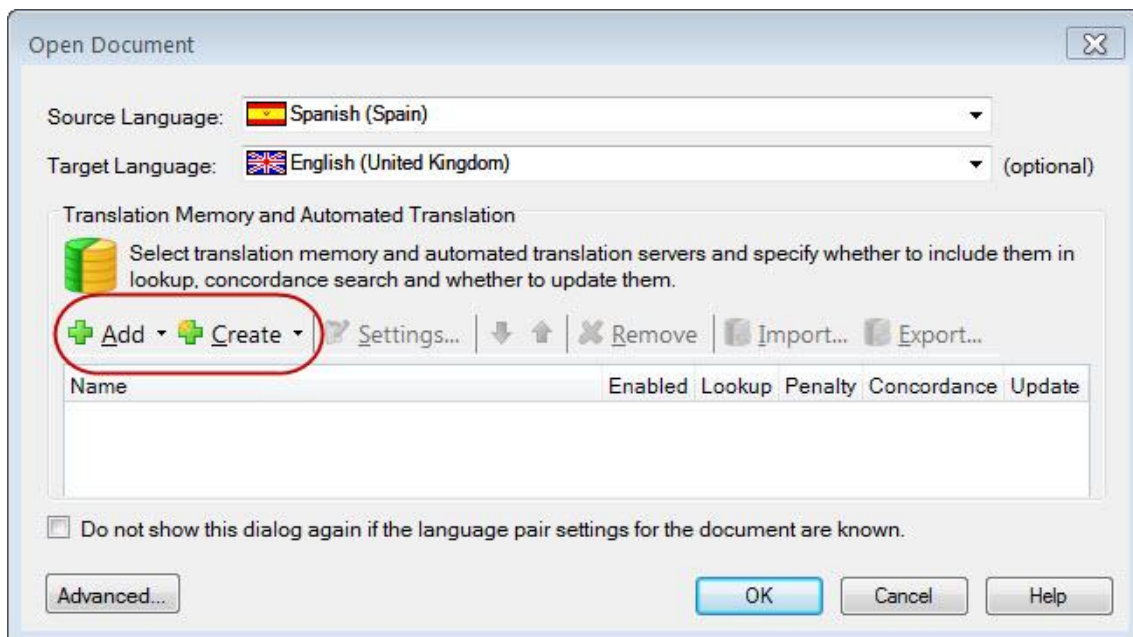 Open Document
Source Language: Spanish (Spain)
Target Language: English (United Kingdom) (optional)
Translation Memory and Automated Translation
Select translation memory and automated translation servers and specify whether to include them in
lookup, concordance search and whether to update them.
Add Create Settings... Remove Import... Export...
Name Enabled Lookup Penalty Concordance Update
Do not show this dialog again if the language pair settings for the document are known.
Advanced... OK Cancel Help